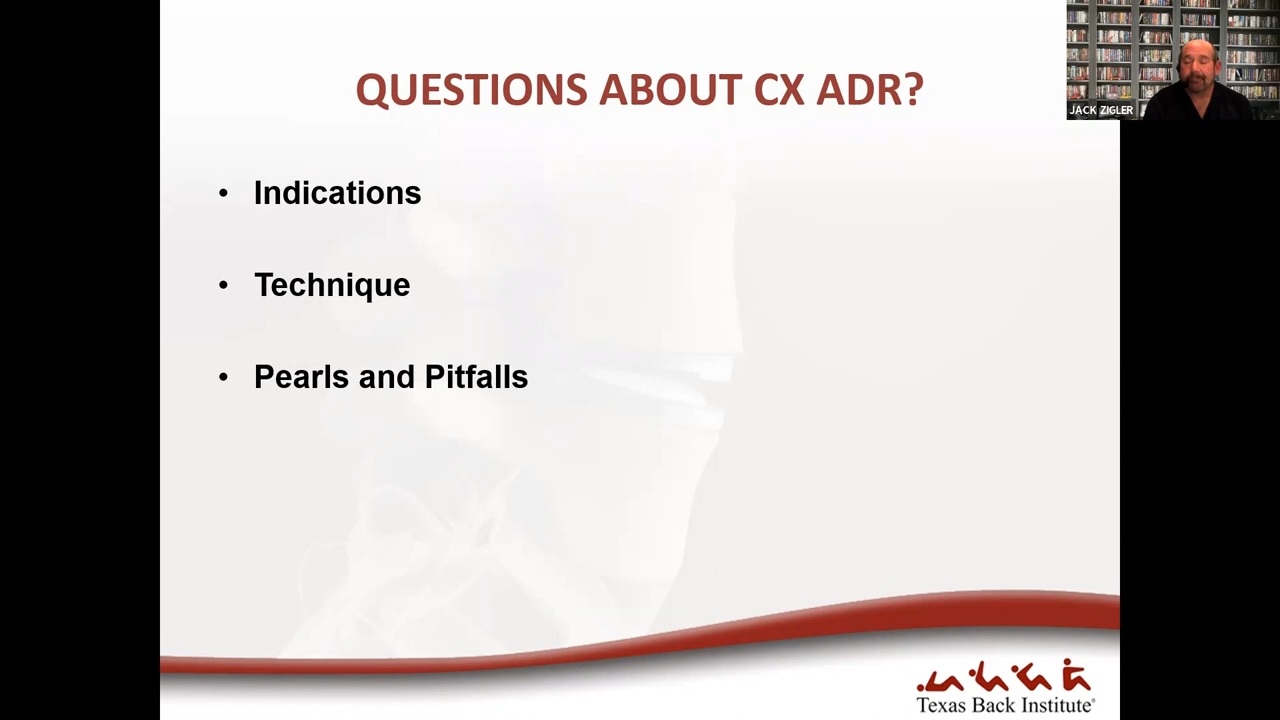 QUESTIONS ABOUT CX ADR?
JACK ZIGLER
• Indications
• Technique
• Pearls and Pitfalls
Texas Back Institute®